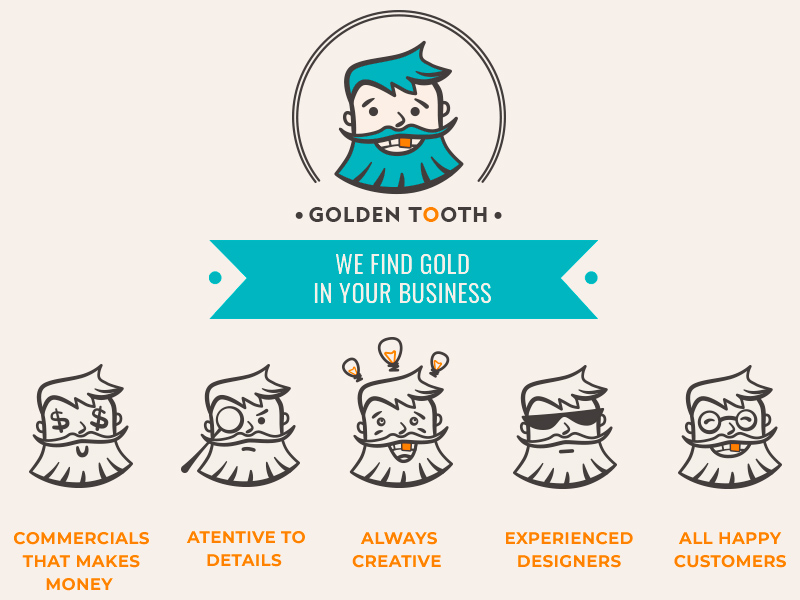 • GOLDEN TOOTH •
WE FIND GOLD
IN YOUR BUSINESS
$ $
COMMERCIALS
THAT MAKES
MONEY
ATENTIVE TO
DETAILS
ALWAYS
CREATIVE
EXPERIENCED
DESIGNERS
ALL HAPPY
CUSTOMERS